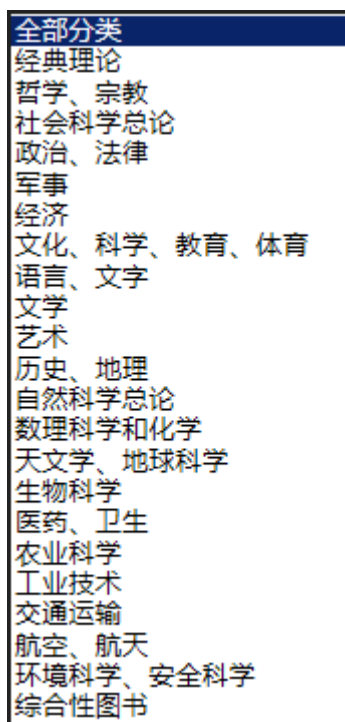 全部分类
经典理论
哲学、宗教
社会科学总论
政治、法律
军事
经济
文化、科学、教育、体育
语言、文字
文学
艺术
历史、地理
自然科学总论
数理科学和化学
天文学、地球科学
生物科学
医药、卫生
农业科学
工业技术
交通运输
航空、航天
环境科学、安全科学
综合性图书